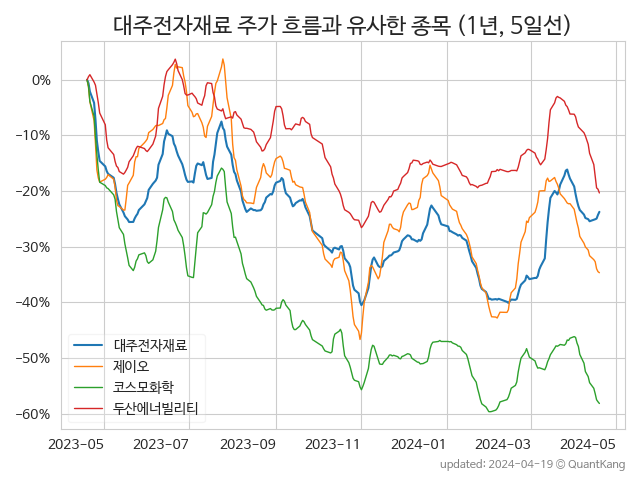 대주전자재료 주가 흐름과 유사한 종목 (1년, 5일선)
0%
−10%
−20%
−30%
−40%
−50%
−60%
대주전자재료
제이오
코스모화학
두산에너빌리티
2023-05 2023-07 2023-09 2023-11 2024-01 2024-03 2024-05
updated: 2024-04-19 © QuantKang